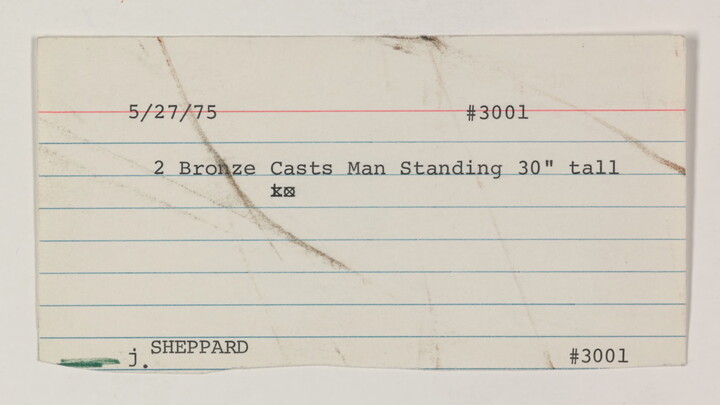 5/27/75 #3001
2 Bronze Casts Man Standing 30" tall
j. SHEPPARD #3001